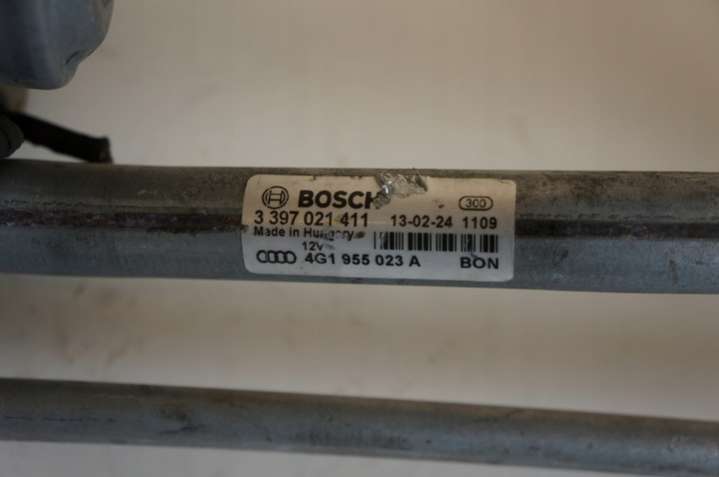 BOSCH 300
3 397 021 411 13-02-24 1109
Made in Hungary
12V
4G1 955 023 A BON